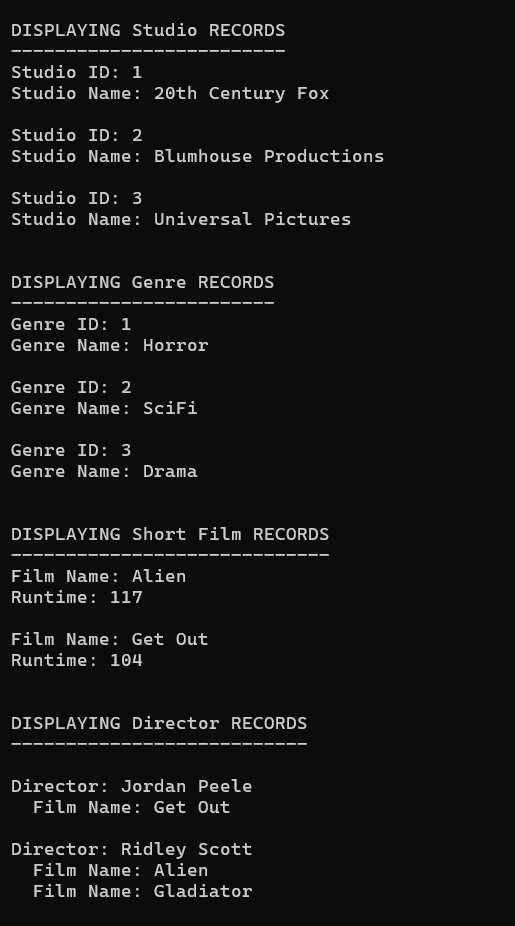 DISPLAYING Studio RECORDS
-------------------------
Studio ID: 1
Studio Name: 20th Century Fox
Studio ID: 2
Studio Name: Blumhouse Productions
Studio ID: 3
Studio Name: Universal Pictures
DISPLAYING Genre RECORDS
------------------------
Genre ID: 1
Genre Name: Horror
Genre ID: 2
Genre Name: SciFi
Genre ID: 3
Genre Name: Drama
DISPLAYING Short Film RECORDS
-----------------------------
Film Name: Alien
Runtime: 117
Film Name: Get Out
Runtime: 104
DISPLAYING Director RECORDS
---------------------------
Director: Jordan Peele
  Film Name: Get Out
Director: Ridley Scott
  Film Name: Alien
  Film Name: Gladiator